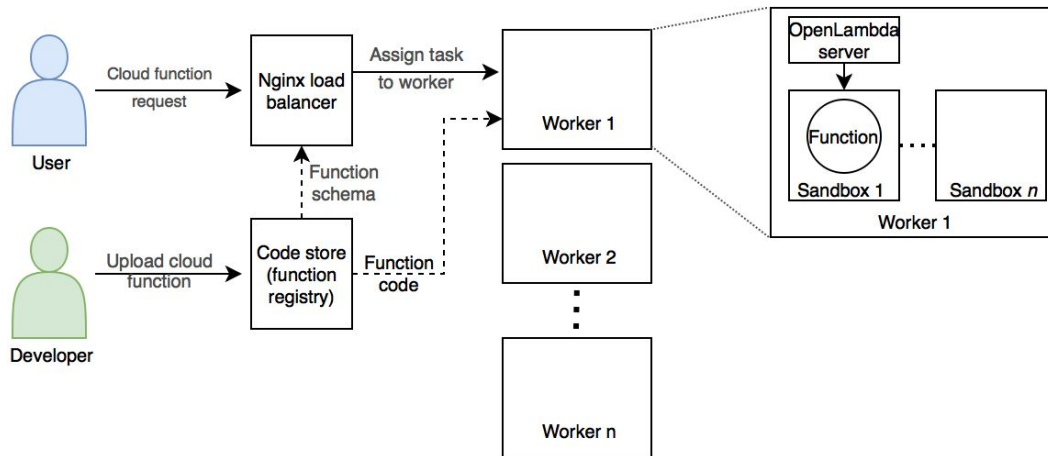 Cloud function
request
User
Nginx load
balancer
Assign task
to worker
Worker 1
Function
schema
Developer
Upload cloud
function
Code store
(function
registry)
Function
code
Worker 2
Worker n
OpenLambda
server
Function
Sandbox 1
Sandbox n
Worker 1